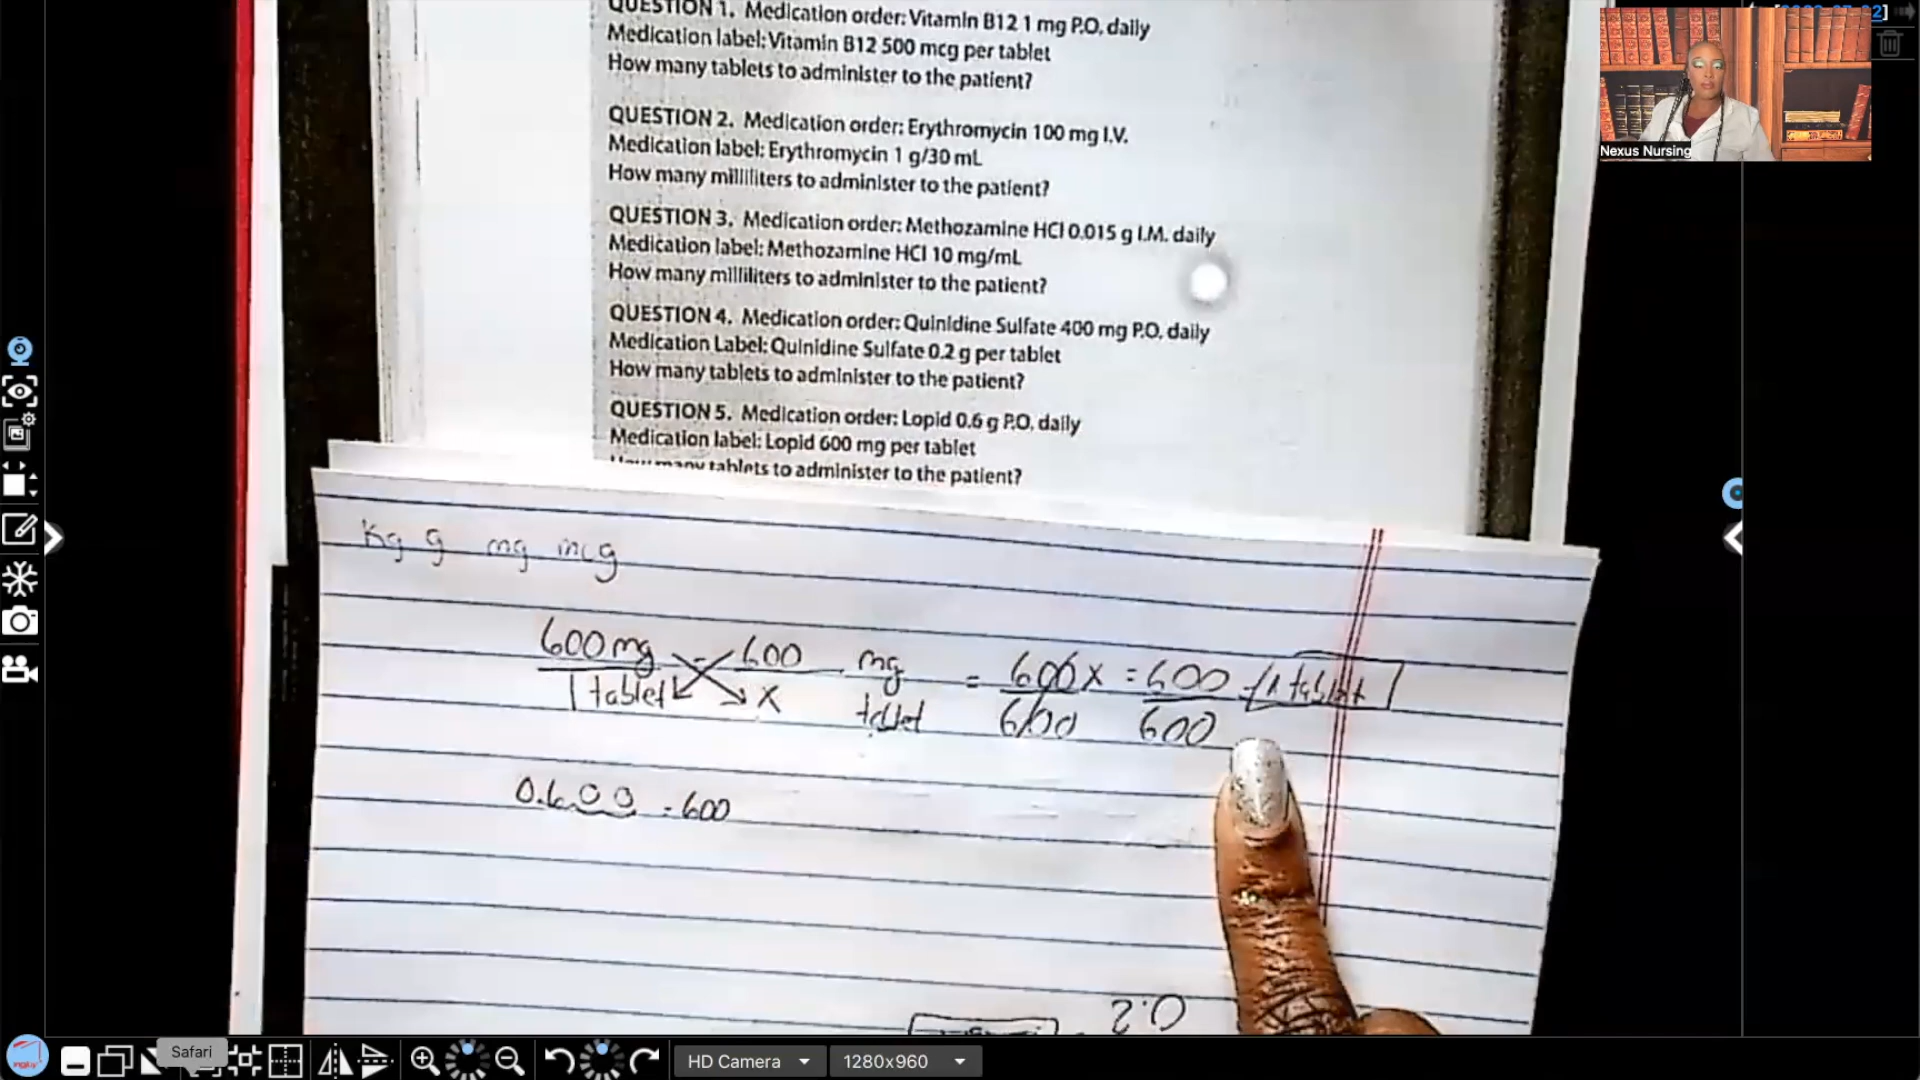 QUESTION 1. Medication order: Vitamin B12 1 mg P.O. daily
Medication label: Vitamin B12 500 mcg per tablet
How many tablets to administer to the patient?
QUESTION 2. Medication order: Erythromycin 100 mg I.V.
Medication label: Erythromycin 1 g/30 mL
How many milliliters to administer to the patient?
QUESTION 3. Medication order: Methozamine HCl 0.015 g I.M. daily
Medication label: Methozamine HCl 10 mg/mL
How many milliliters to administer to the patient?
QUESTION 4. Medication order: Quinidine Sulfate 400 mg P.O. daily
Medication Label: Quinidine Sulfate 0.2 g per tablet
How many tablets to administer to the patient?
QUESTION 5. Medication order: Lopid 0.6 g P.O. daily
Medication label: Lopid 600 mg per tablet
How many tablets to administer to the patient?
Nexus Nursing
Kg g mg mcg
600 mg = 600 mg = 600x = 600 = 1 tablet
1 tablet x tablet 600 600
0.600 = 600
Safari
HD Camera
1280x960